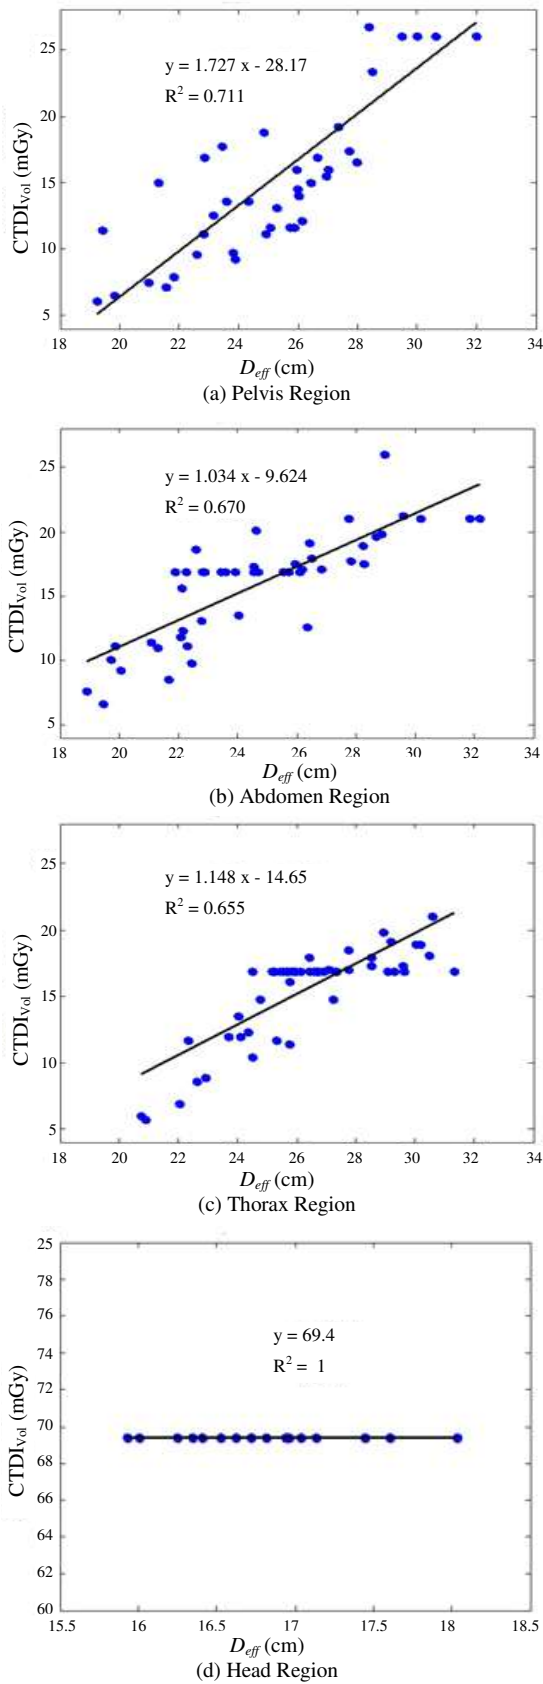 25
20
15
10
5
CTDIVol (mGy)
y = 1.727 x - 28.17
R2 = 0.711
18 20 22 24 26 28 30 32 34
Deff (cm)
(a) Pelvis Region
25
20
15
10
5
CTDIVol (mGy)
y = 1.034 x - 9.624
R2 = 0.670
18 20 22 24 26 28 30 32 34
Deff (cm)
(b) Abdomen Region
25
20
15
10
5
CTDIVol (mGy)
y = 1.148 x - 14.65
R2 = 0.655
18 20 22 24 26 28 30 32 34
Deff (cm)
(c) Thorax Region
25
78
76
74
72
70
68
66
64
62
60
CTDIVol (mGy)
y = 69.4
R2 = 1
15.5 16 16.5 17 17.5 18 18.5
Deff (cm)
(d) Head Region